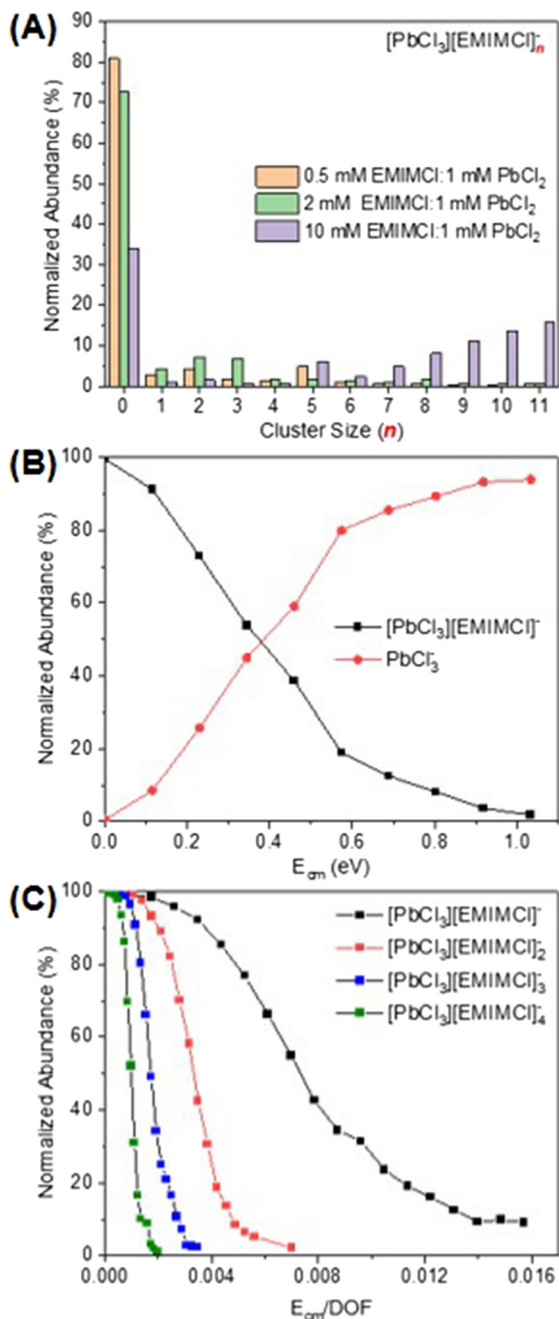 (A)
[PbCl₃][EMIMCl]ₙ⁻
90
80
70
60
50
40
30
20
10
0
Normalized Abundance (%)
0.5 mM EMIMCl:1 mM PbCl₂
2 mM EMIMCl:1 mM PbCl₂
10 mM EMIMCl:1 mM PbCl₂
0 1 2 3 4 5 6 7 8 9 10 11
Cluster Size (n)
(B)
100
80
60
40
20
0
Normalized Abundance (%)
[PbCl₃][EMIMCl]⁻
PbCl₃⁻
0.0 0.2 0.4 0.6 0.8 1.0
E_cm (eV)
(C)
100
80
60
40
20
0
Normalized Abundance (%)
[PbCl₃][EMIMCl]⁻
[PbCl₃][EMIMCl]₂⁻
[PbCl₃][EMIMCl]₃⁻
[PbCl₃][EMIMCl]₄⁻
0.000 0.004 0.008 0.012 0.016
E_cm/DOF